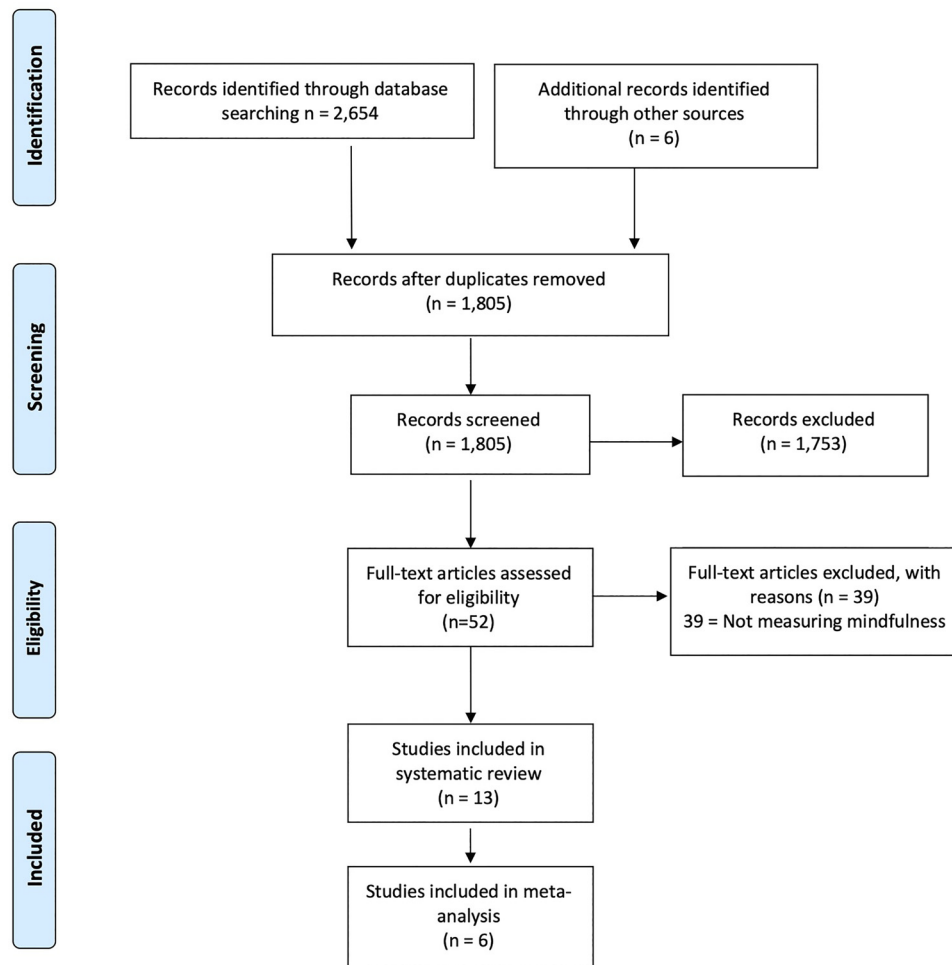 Identification
Records identified through database
searching n = 2,654
Additional records identified
through other sources
(n = 6)
Screening
Records after duplicates removed
(n = 1,805)
Records screened
(n = 1,805)
Records excluded
(n = 1,753)
Eligibility
Full-text articles assessed
for eligibility
(n=52)
Full-text articles excluded, with
reasons (n = 39)
39 = Not measuring mindfulness
Included
Studies included in
systematic review
(n = 13)
Studies included in meta-
analysis
(n = 6)